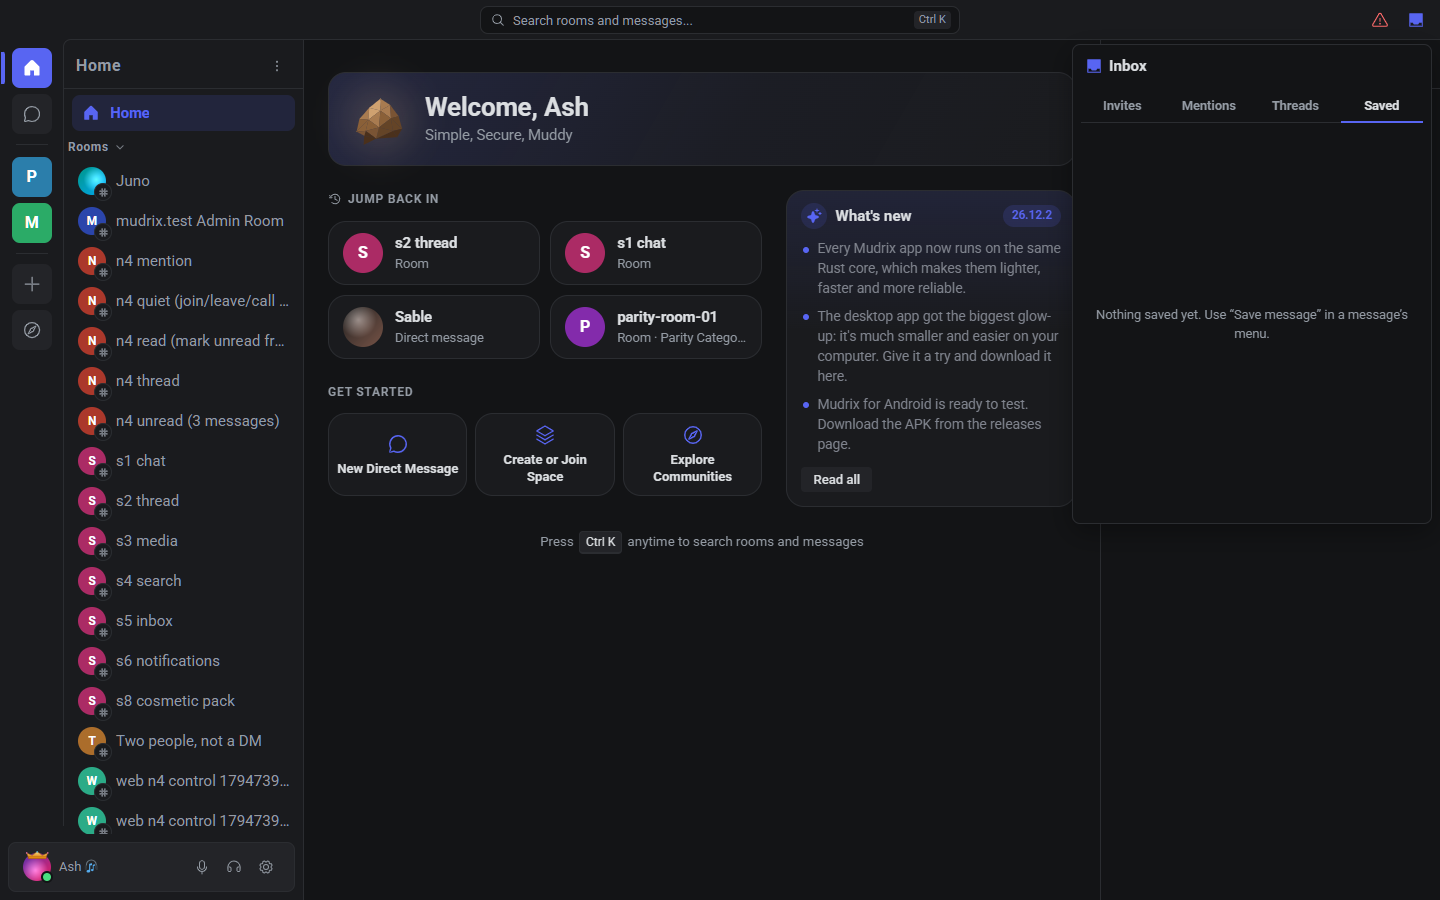 Search rooms and messages...
Ctrl K
Home
Home
Rooms
Juno
M
mudrix.test Admin Room
N
n4 mention
N
n4 quiet (join/leave/call ...
N
n4 read (mark unread fr...
N
n4 thread
N
n4 unread (3 messages)
S
s1 chat
S
s2 thread
S
s3 media
S
s4 search
S
s5 inbox
S
s6 notifications
S
s8 cosmetic pack
T
Two people, not a DM
W
web n4 control 1794739...
W
web n4 control 1794739...
P
M
Ash
Welcome, Ash
Simple, Secure, Muddy
JUMP BACK IN
S
s2 thread
Room
S
s1 chat
Room
Sable
Direct message
P
parity-room-01
Room · Parity Catego...
GET STARTED
New Direct Message
Create or Join
Space
Explore
Communities
What's new
26.12.2
Every Mudrix app now runs on the same
Rust core, which makes them lighter,
faster and more reliable.
The desktop app got the biggest glow-
up: it's much smaller and easier on your
computer. Give it a try and download it
here.
Mudrix for Android is ready to test.
Download the APK from the releases
page.
Read all
Press Ctrl K anytime to search rooms and messages
Inbox
Invites
Mentions
Threads
Saved
Nothing saved yet. Use “Save message” in a message's
menu.